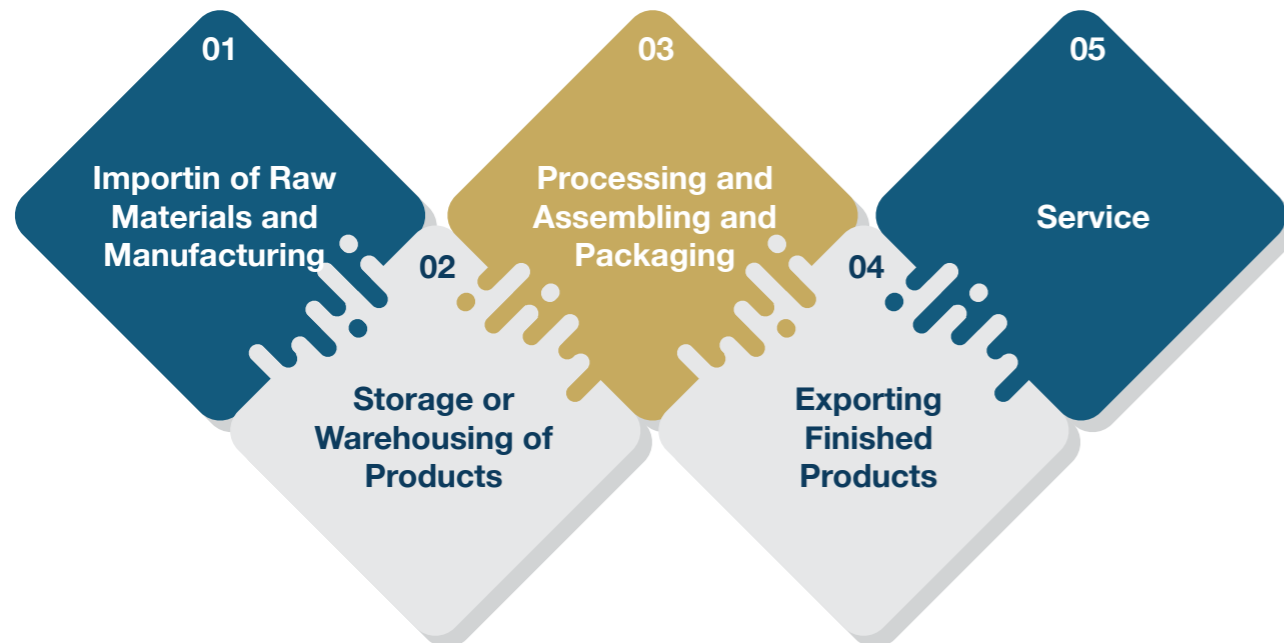 01
Importin of Raw
Materials and
Manufacturing
02
Storage or
Warehousing of
Products
03
Processing and
Assembling and
Packaging
04
Exporting
Finished
Products
05
Service